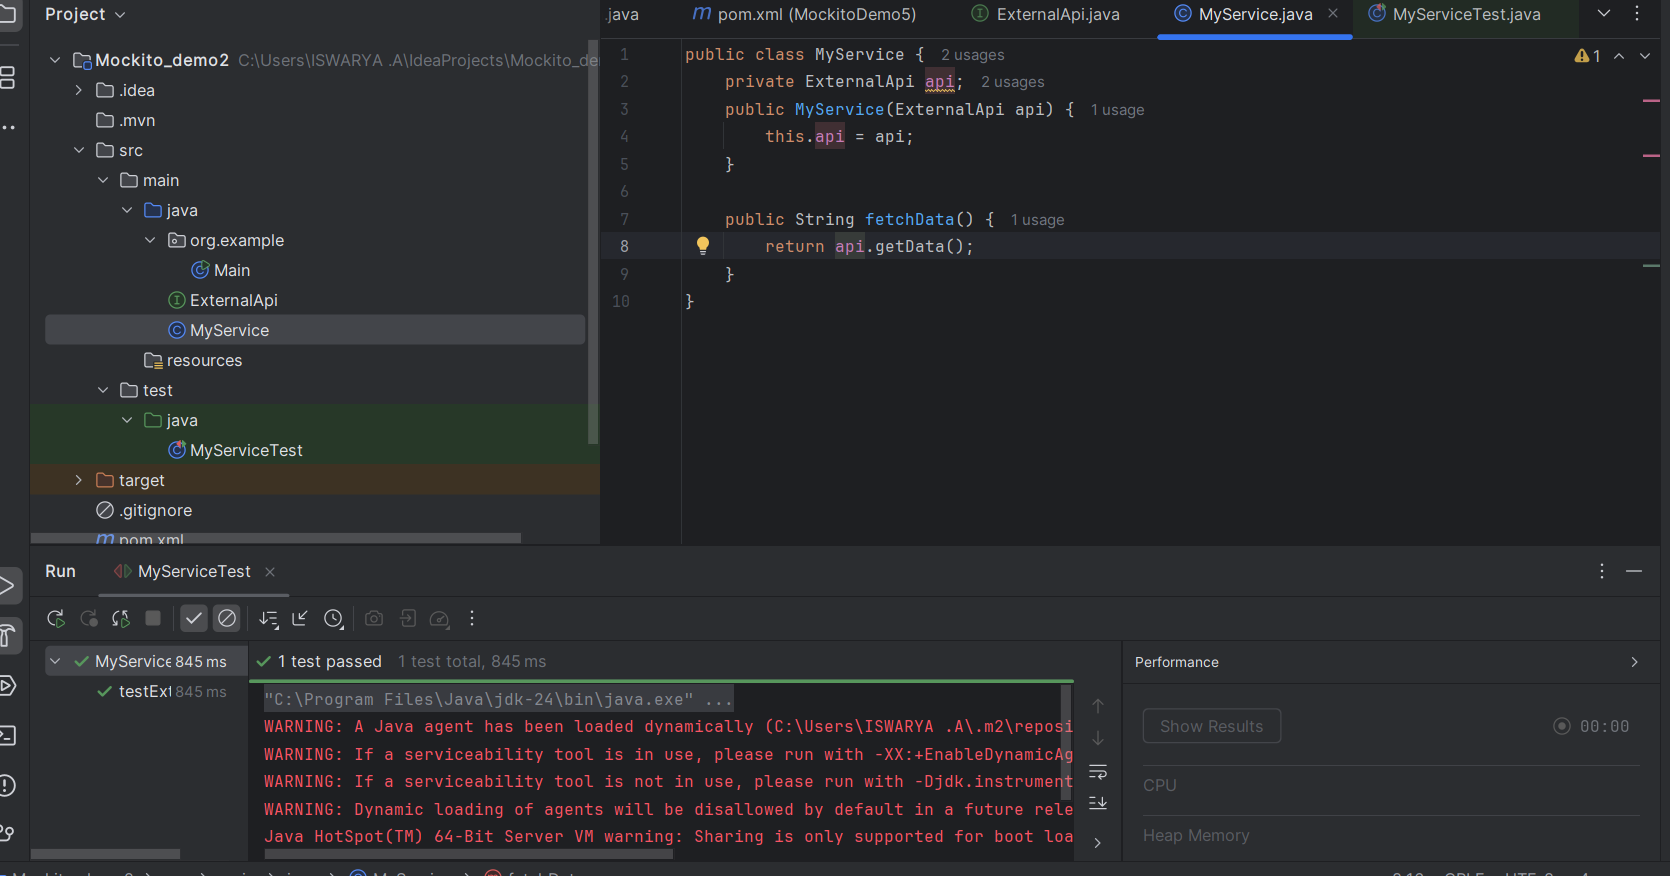 Project
.java
pom.xml (MockitoDemo5)
ExternalApi.java
MyService.java
MyServiceTest.java
Mockito_demo2 C:\Users\ISWARYA .A\IdeaProjects\Mockito_de
.idea
.mvn
src
main
java
org.example
Main
ExternalApi
MyService
resources
test
java
MyServiceTest
target
.gitignore
pom.xml
1 public class MyService { 2 usages
2 private ExternalApi api; 2 usages
3 public MyService(ExternalApi api) { 1 usage
4 this.api = api;
5 }
6
7 public String fetchData() { 1 usage
8 return api.getData();
9 }
10 }
1
Run MyServiceTest
MyService 845 ms
testExt 845 ms
1 test passed 1 test total, 845 ms
"C:\Program Files\Java\jdk-24\bin\java.exe" ...
WARNING: A Java agent has been loaded dynamically (C:\Users\ISWARYA .A\.m2\reposi
WARNING: If a serviceability tool is in use, please run with -XX:+EnableDynamicAg
WARNING: If a serviceability tool is not in use, please run with -Djdk.instrument
WARNING: Dynamic loading of agents will be disallowed by default in a future rele
Java HotSpot(TM) 64-Bit Server VM warning: Sharing is only supported for boot loa
Performance
Show Results 00:00
CPU
Heap Memory